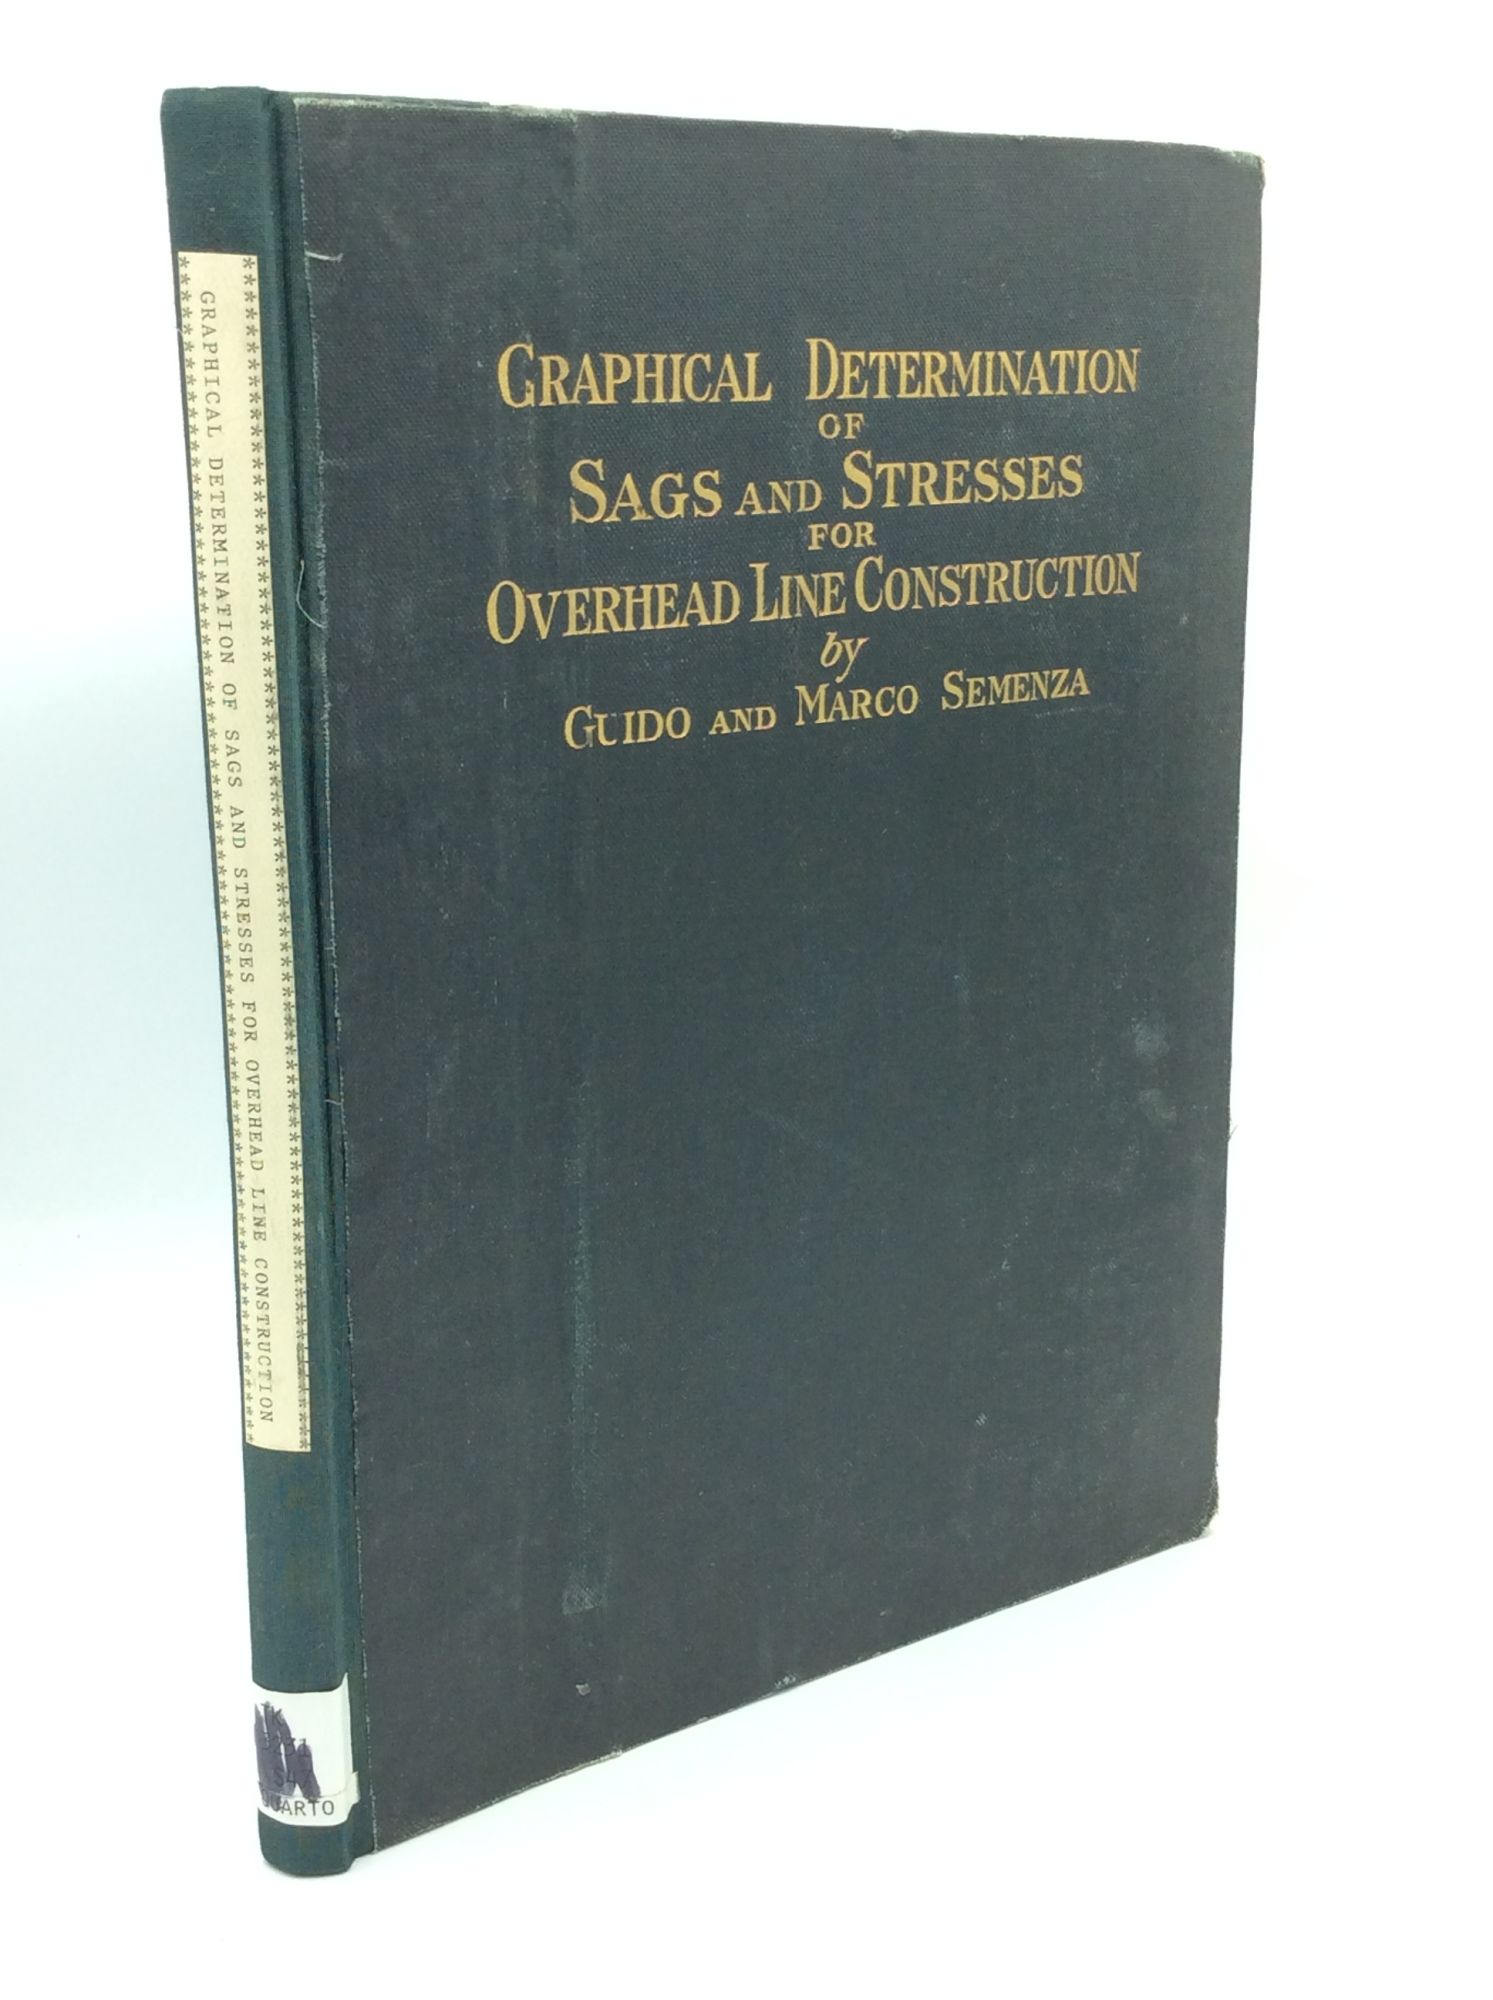 GRAPHICAL DETERMINATION
OF
SAGS AND STRESSES
FOR
OVERHEAD LINE CONSTRUCTION
by
GUIDO AND MARCO SEMENZA
GRAPHICAL DETERMINATION OF SAGS AND STRESSES FOR OVERHEAD LINE CONSTRUCTION
TK
3231
QUARTO